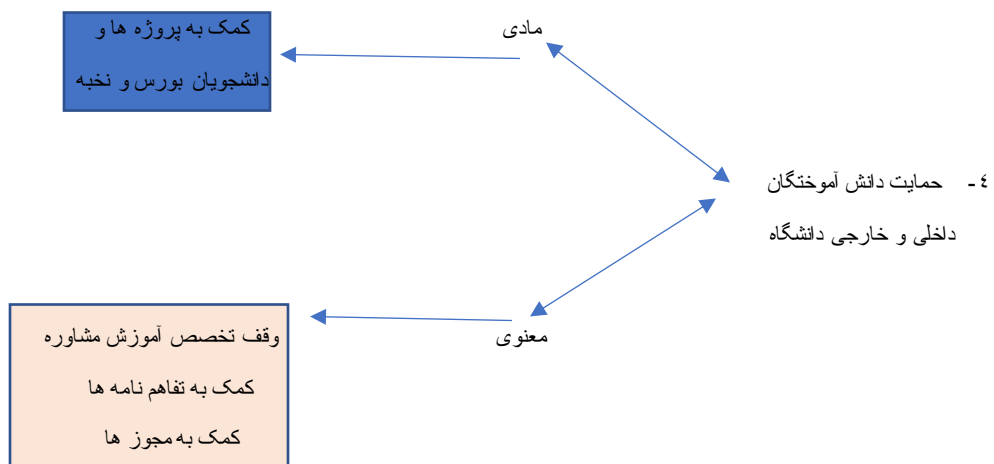 ٤- حمایت دانش آموختگان
داخلی و خارجی دانشگاه
مادی
کمک به پروژه ها و
دانشجویان بورس و نخبه
معنوی
وقف تخصص آموزش مشاوره
کمک به تفاهم نامه ها
کمک به مجوز ها